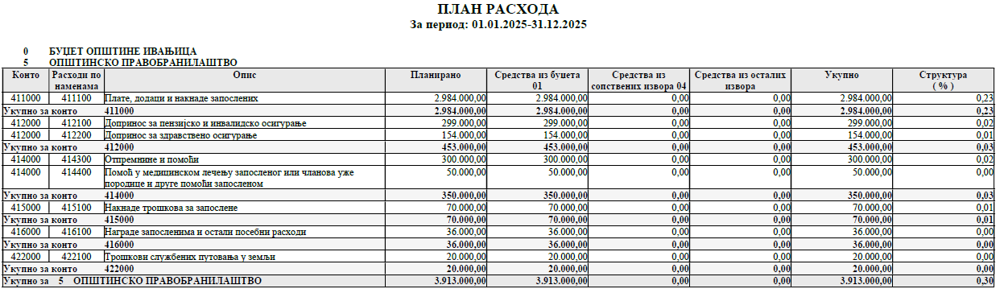 ПЛАН РАСХОДА
За период: 01.01.2025-31.12.2025
0 БУЏЕТ ОПШТИНЕ ИВАЊИЦА
5 ОПШТИНСКО ПРАВОБРАНИЛАШТВО
Конто Расходи по наменама Опис Планирано Средства из буџета 01 Средства из сопствених извора 04 Средства из осталих извора Укупно Структура ( % )
411000 411100 Плате, додаци и накнаде запослених 2.984.000,00 2.984.000,00 0,00 0,00 2.984.000,00 0,23
Укупно за конто 411000 2.984.000,00 2.984.000,00 0,00 0,00 2.984.000,00 0,23
412000 412100 Допринос за пензијско и инвалидско осигурање 299.000,00 299.000,00 0,00 0,00 299.000,00 0,02
412000 412200 Допринос за здравствено осигурање 154.000,00 154.000,00 0,00 0,00 154.000,00 0,01
Укупно за конто 412000 453.000,00 453.000,00 0,00 0,00 453.000,00 0,03
414000 414300 Отпремнине и помоћи 300.000,00 300.000,00 0,00 0,00 300.000,00 0,02
414000 414400 Помоћ у медицинском лечењу запосленог или чланова уже 50.000,00 50.000,00 0,00 0,00 50.000,00 0,00
породице и друге помоћи запосленом
Укупно за конто 414000 350.000,00 350.000,00 0,00 0,00 350.000,00 0,03
415000 415100 Накнаде трошкова за запослене 70.000,00 70.000,00 0,00 0,00 70.000,00 0,01
Укупно за конто 415000 70.000,00 70.000,00 0,00 0,00 70.000,00 0,01
416000 416100 Награде запосленима и остали посебни расходи 36.000,00 36.000,00 0,00 0,00 36.000,00 0,00
Укупно за конто 416000 36.000,00 36.000,00 0,00 0,00 36.000,00 0,00
422000 422100 Трошкови службених путовања у земљи 20.000,00 20.000,00 0,00 0,00 20.000,00 0,00
Укупно за конто 422000 20.000,00 20.000,00 0,00 0,00 20.000,00 0,00
Укупно за 5 ОПШТИНСКО ПРАВОБРАНИЛАШТВО 3.913.000,00 3.913.000,00 0,00 0,00 3.913.000,00 0,30